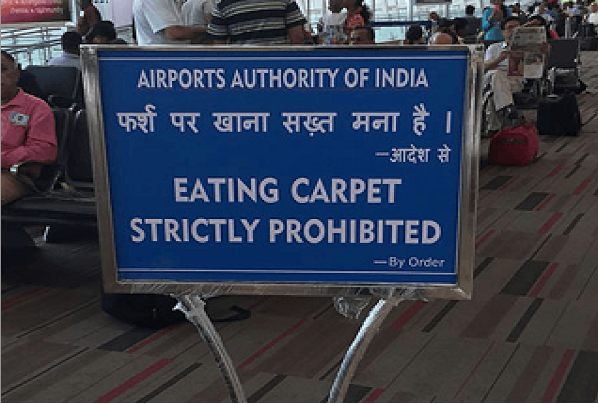 AIRPORTS AUTHORITY OF INDIA
फर्श पर खाना सख़्त मना है ।
—आदेश से
EATING CARPET
STRICTLY PROHIBITED
—By Order